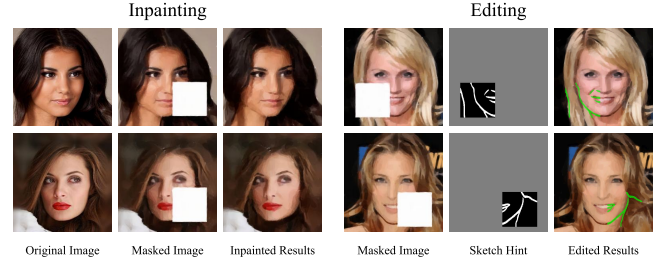 Inpainting
Editing
Original Image
Masked Image
Inpainted Results
Masked Image
Sketch Hint
Edited Results